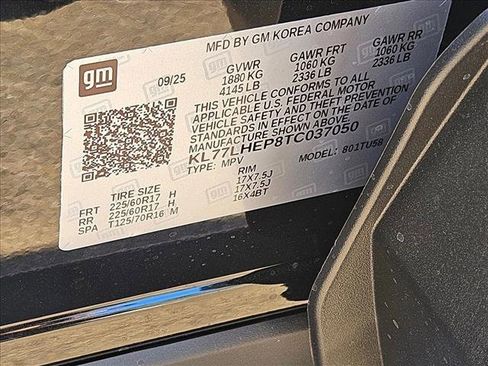 MFD BY GM KOREA COMPANY
gm
09/25
GVWR GAWR FRT GAWR RR
1880 KG 1060 KG 1060 KG
4145 LB 2336 LB 2336 LB
THIS VEHICLE CONFORMS TO ALL
APPLICABLE U.S. FEDERAL MOTOR
VEHICLE SAFETY AND THEFT PREVENTION
STANDARDS IN EFFECT ON THE DATE OF
MANUFACTURE SHOWN ABOVE.
KL77LHEP8TC037050
TYPE: MPV MODEL: 801TU58
TIRE SIZE RIM
FRT 225/60R17 H 17X7.5J
RR 225/60R17 H 17X7.5J
SPA T125/70R16 M 16X4BT